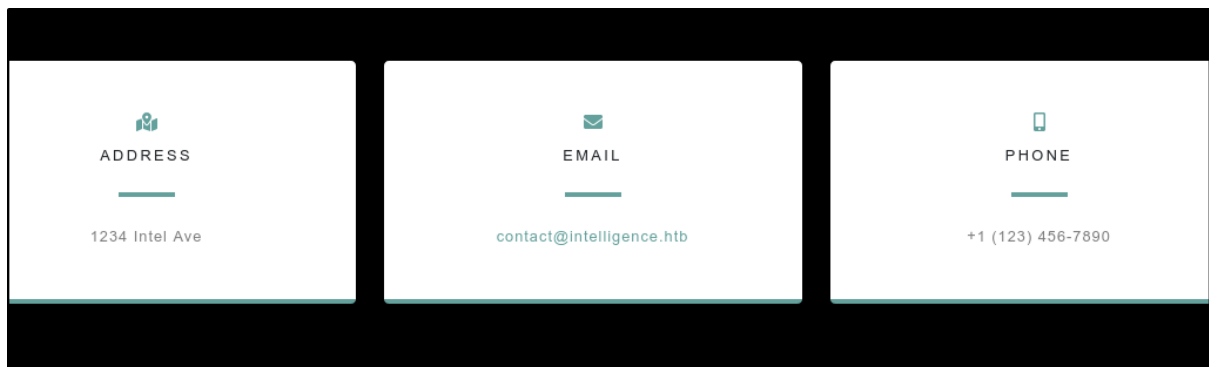 ADDRESS
1234 Intel Ave
EMAIL
contact@intelligence.htb
PHONE
+1 (123) 456-7890